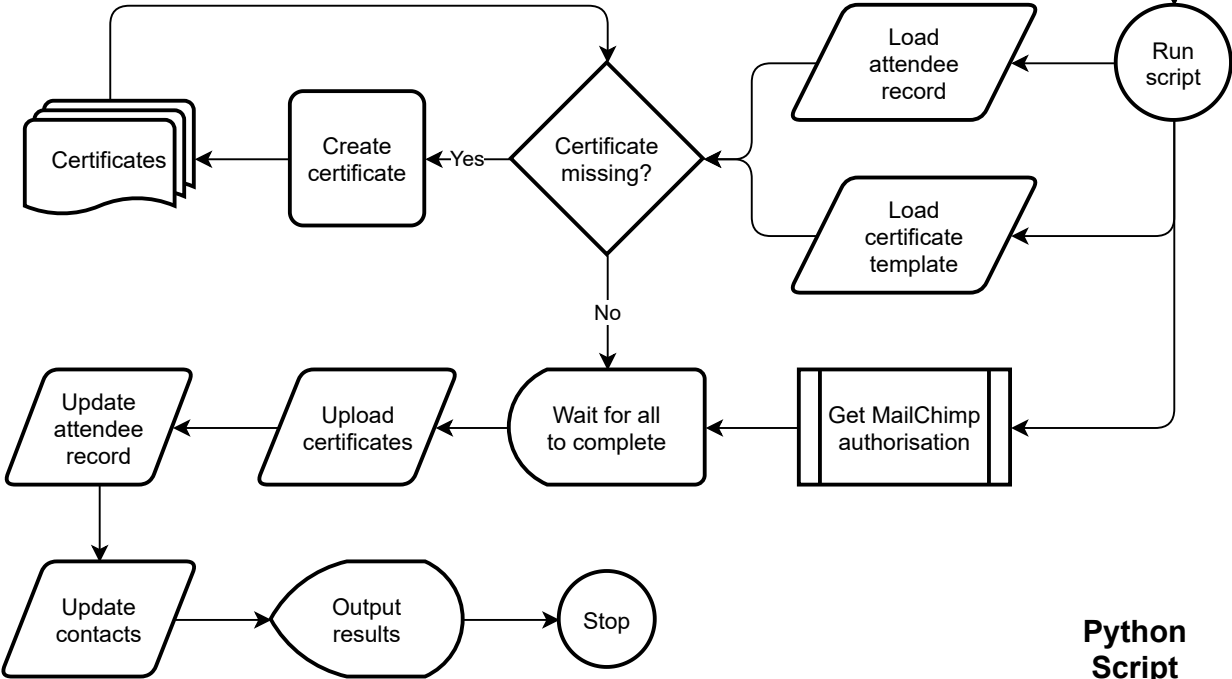 Load
attendee
record
Run
script
Certificates
Create
certificate
Yes
Certificate
missing?
Load
certificate
template
No
Update
attendee
record
Upload
certificates
Wait for all
to complete
Get MailChimp
authorisation
Update
contacts
Output
results
Stop
Python
Script